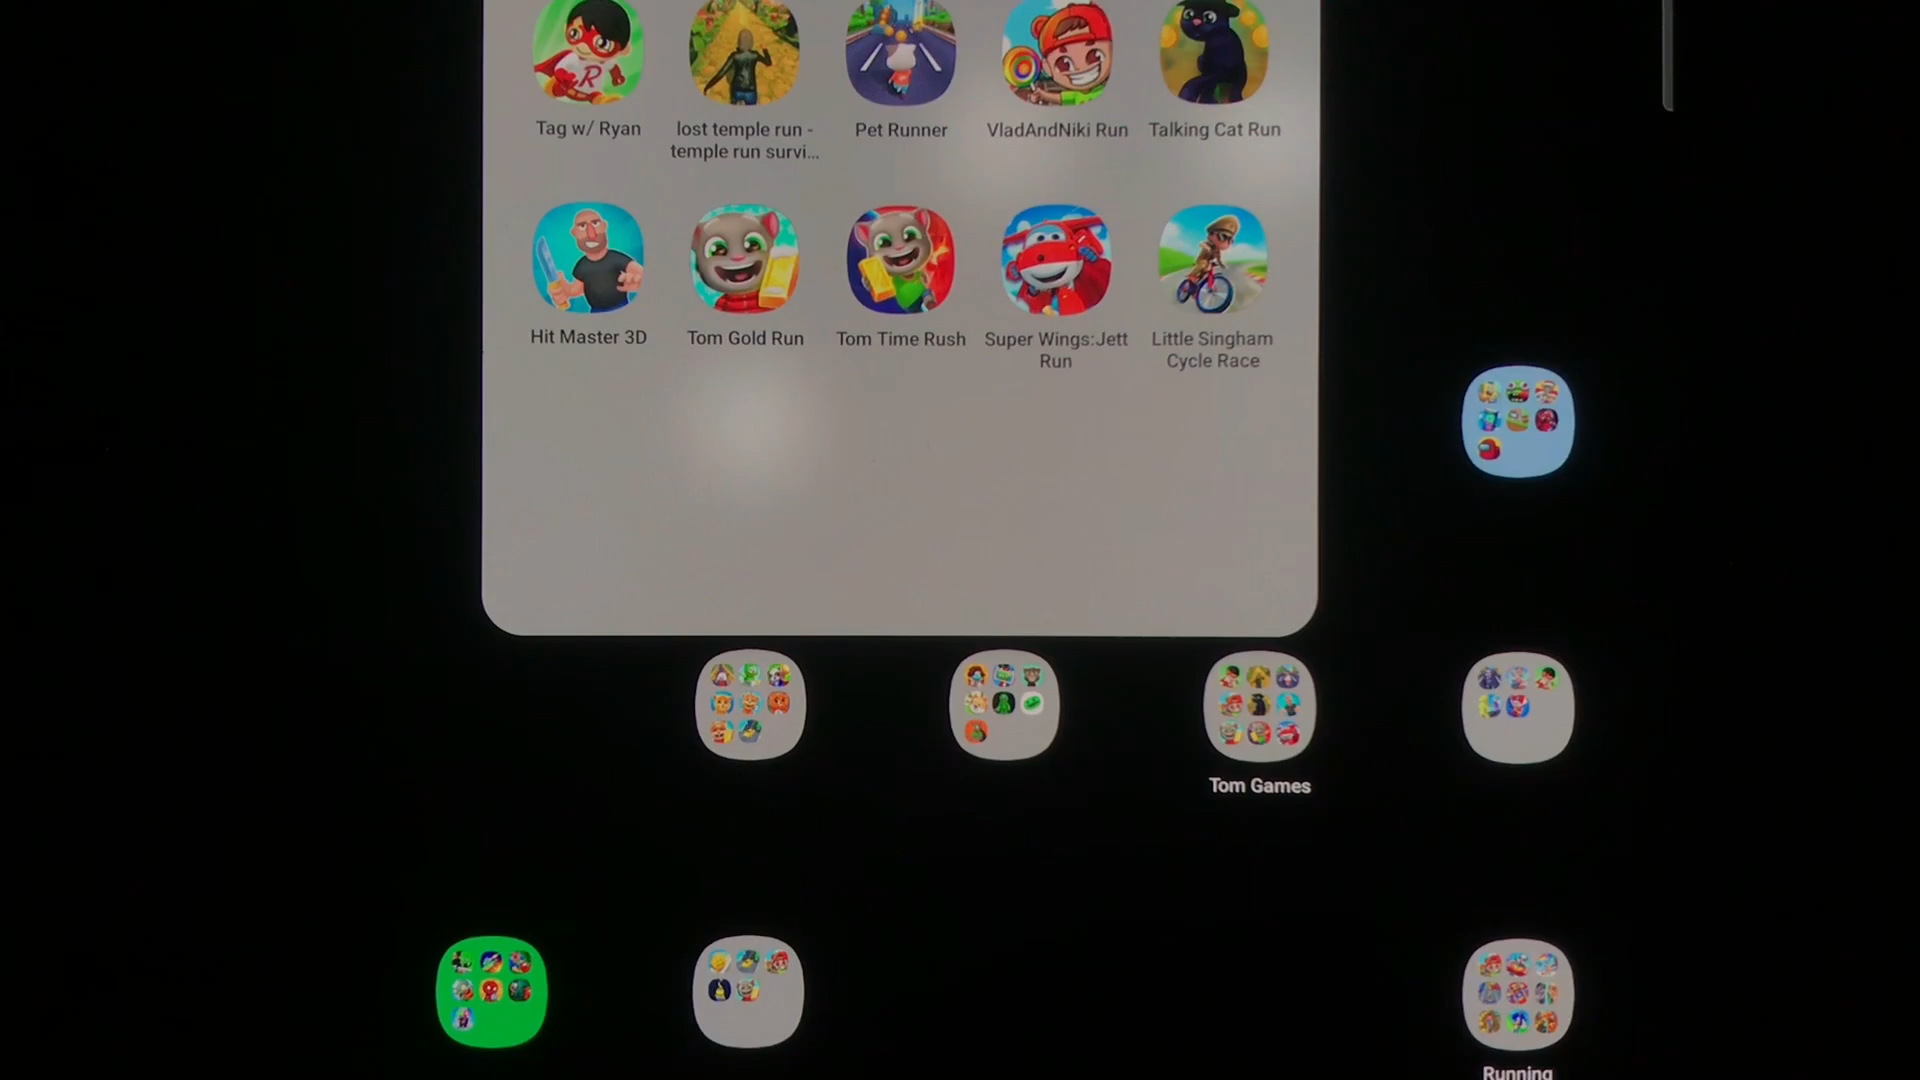 R
Tag w/ Ryan
lost temple run -
temple run survi...
Pet Runner
VladAndNiki Run
Talking Cat Run
Hit Master 3D
Tom Gold Run
Tom Time Rush
Super Wings:Jett
Run
Little Singham
Cycle Race
Tom Games
Running